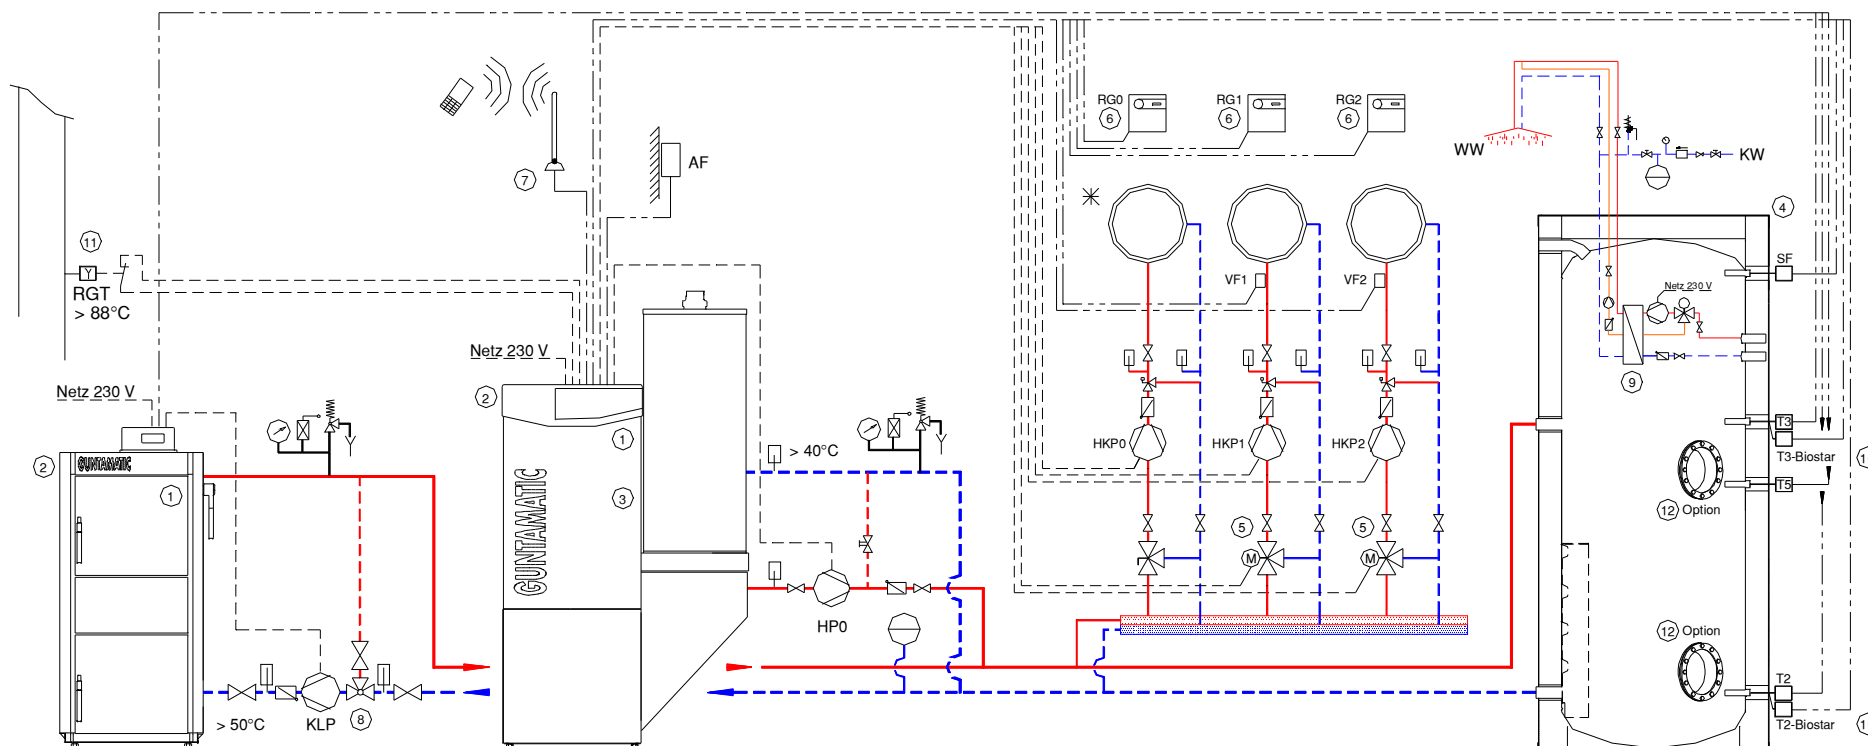 RG0
6
RG1
6
RG2
6
WW
KW
7
AF
4
11
Y
RGT
> 88°C
SF
VF1
VF2
Netz 230 V
Netz 230 V
9
Netz 230 V
2
2
GUNTAMATIC
1
1
3
GUNTAMATIC
> 40°C
HKP0
HKP1
HKP2
T3
T3-Biostar
T5
12 Option
5
5
M
M
HP0
12 Option
> 50°C
KLP
8
T2
T2-Biostar